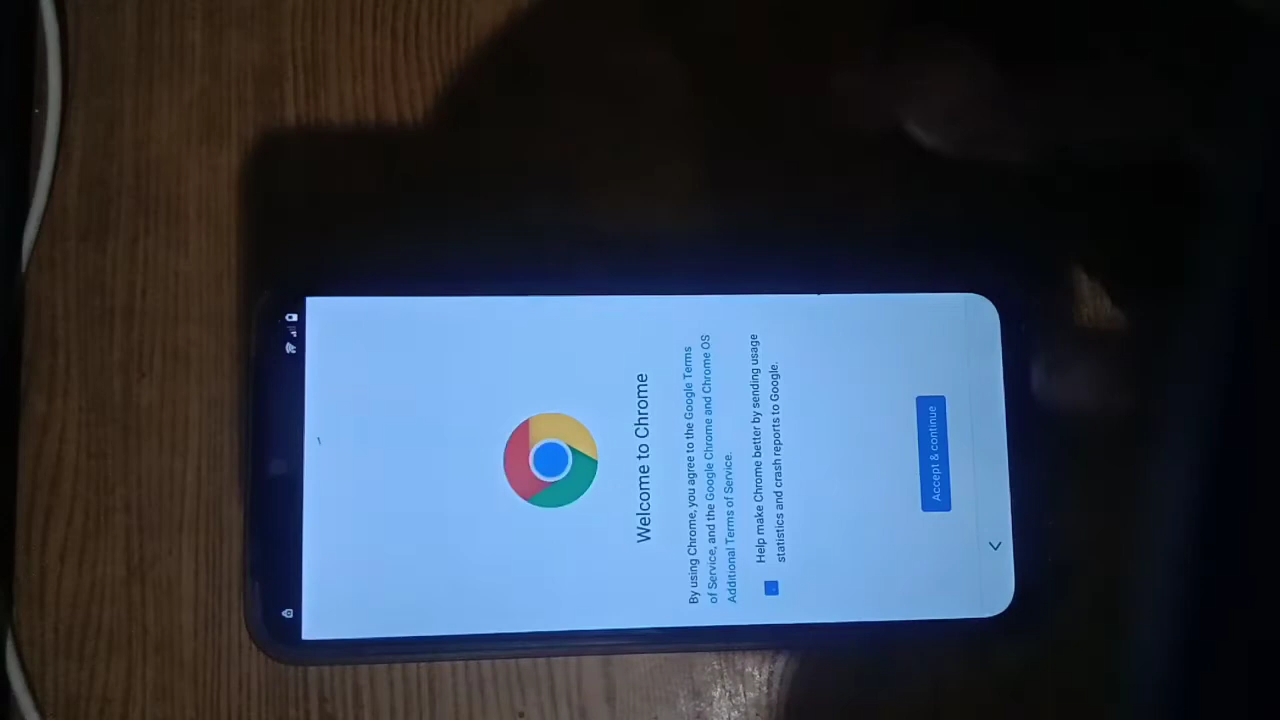 Welcome to Chrome
By using Chrome, you agree to the Google Terms
of Service, and the Google Chrome and Chrome OS
Additional Terms of Service.
Help make Chrome better by sending usage
statistics and crash reports to Google.
Accept & continue